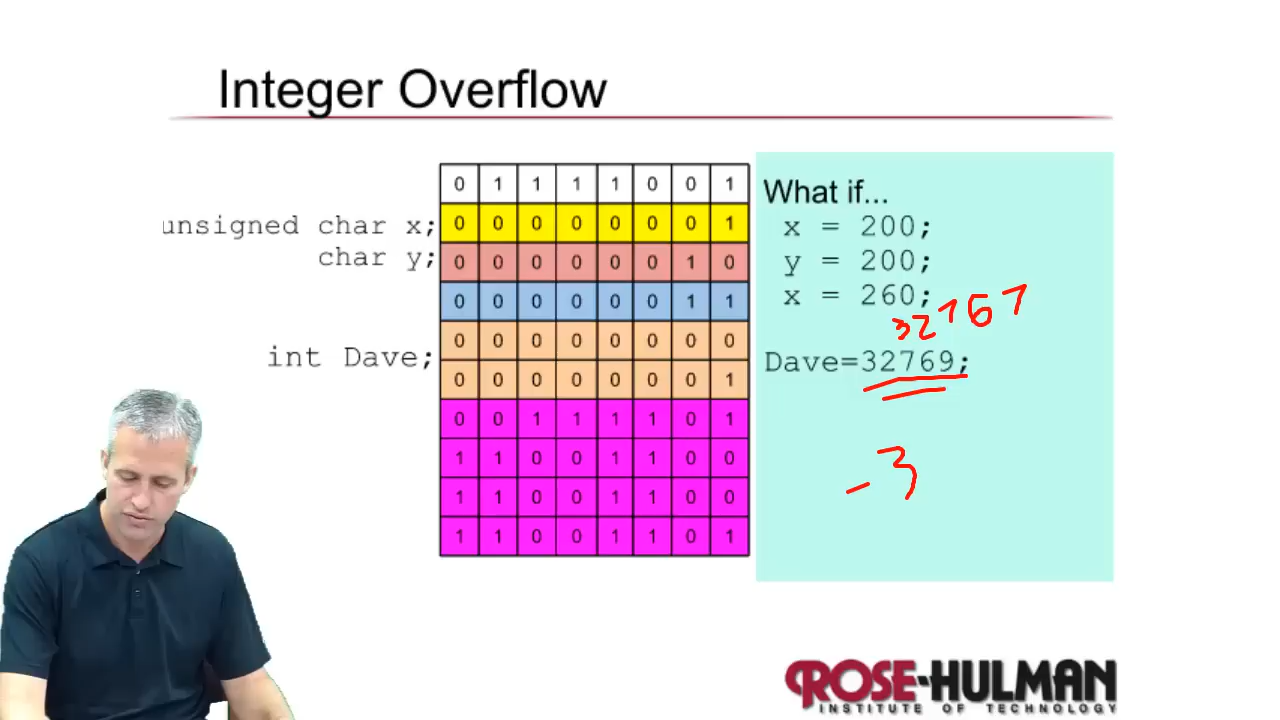 Integer Overflow
0 1 1 1 1 0 0 1
unsigned char x; 0 0 0 0 0 0 0 1
char y; 0 0 0 0 0 0 1 0
0 0 0 0 0 0 1 1
0 0 0 0 0 0 0 0
int Dave;
0 0 0 0 0 0 0 1
0 0 1 1 1 1 0 1
1 1 0 0 1 1 0 0
1 1 0 0 1 1 0 0
1 1 0 0 1 1 0 1
What if...
x = 200;
y = 200;
x = 260;
32767
Dave=32769;
-3
ROSE-HULMAN
INSTITUTE OF TECHNOLOGY